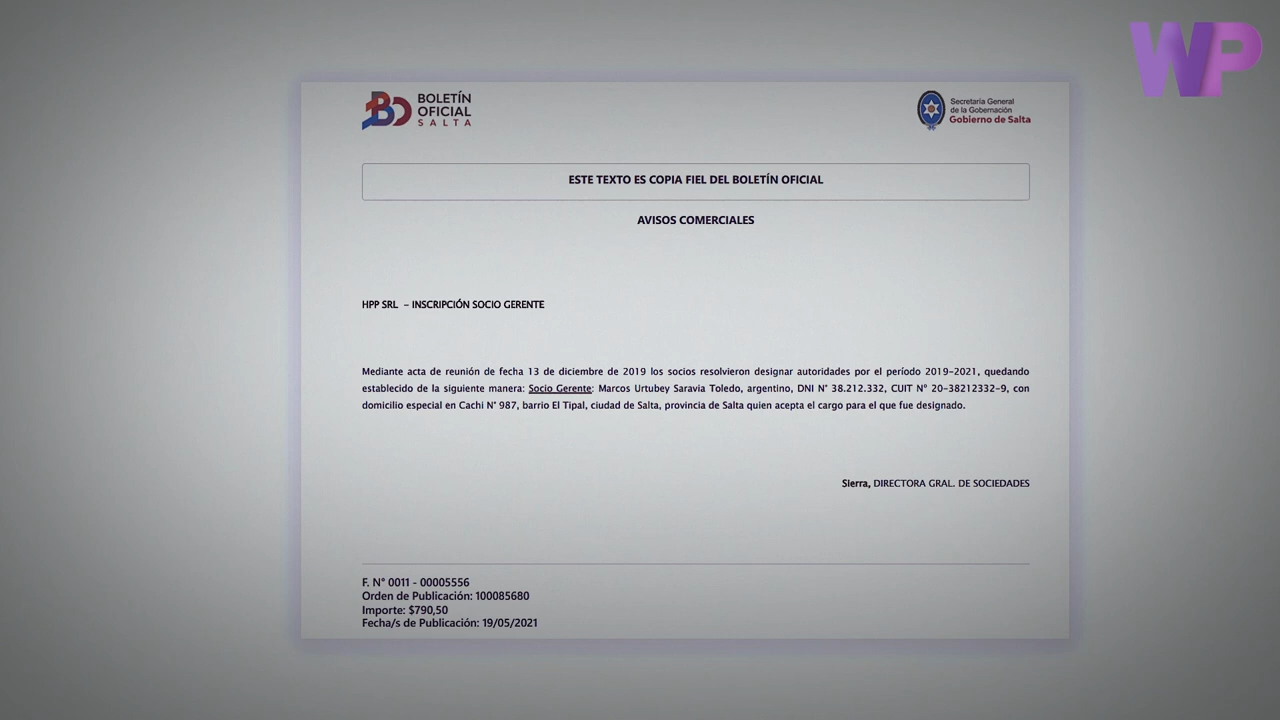 WP
BOLETÍN
OFICIAL
SALTA
Secretaría General
de la Gobernación
Gobierno de Salta
ESTE TEXTO ES COPIA FIEL DEL BOLETÍN OFICIAL
AVISOS COMERCIALES
HPP SRL – INSCRIPCIÓN SOCIO GERENTE
Mediante acta de reunión de fecha 13 de diciembre de 2019 los socios resolvieron designar autoridades por el período 2019-2021, quedando
establecido de la siguiente manera: Socio Gerente: Marcos Urtubey Saravia Toledo, argentino, DNI N° 38.212.332, CUIT Nº 20-38212332-9, con
domicilio especial en Cachi N° 987, barrio El Tipal, ciudad de Salta, provincia de Salta quien acepta el cargo para el que fue designado.
Sierra, DIRECTORA GRAL. DE SOCIEDADES
F. N° 0011 - 00005556
Orden de Publicación: 100085680
Importe: $790,50
Fecha/s de Publicación: 19/05/2021